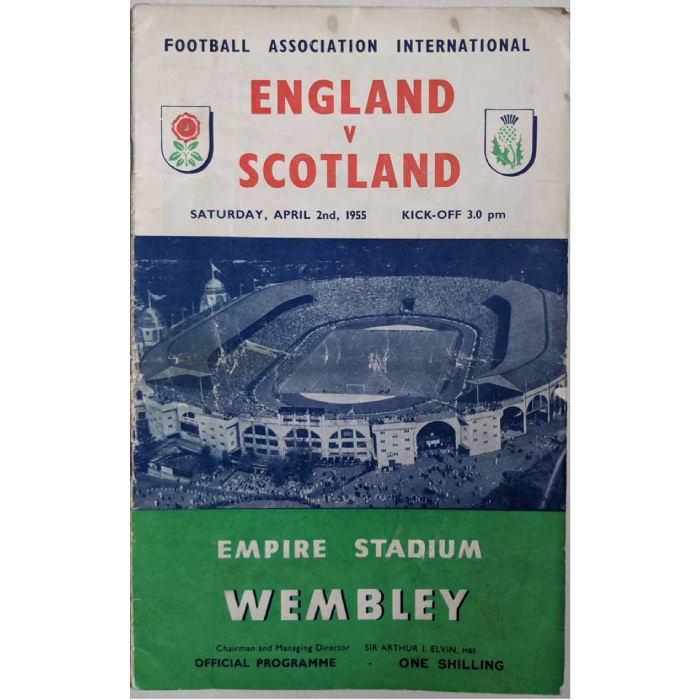 FOOTBALL ASSOCIATION INTERNATIONAL
ENGLAND
V
SCOTLAND
SATURDAY, APRIL 2nd, 1955 KICK-OFF 3.0 pm
EMPIRE STADIUM
WEMBLEY
Chairman and Managing Director SIR ARTHUR J. ELVIN, MBE
OFFICIAL PROGRAMME - ONE SHILLING